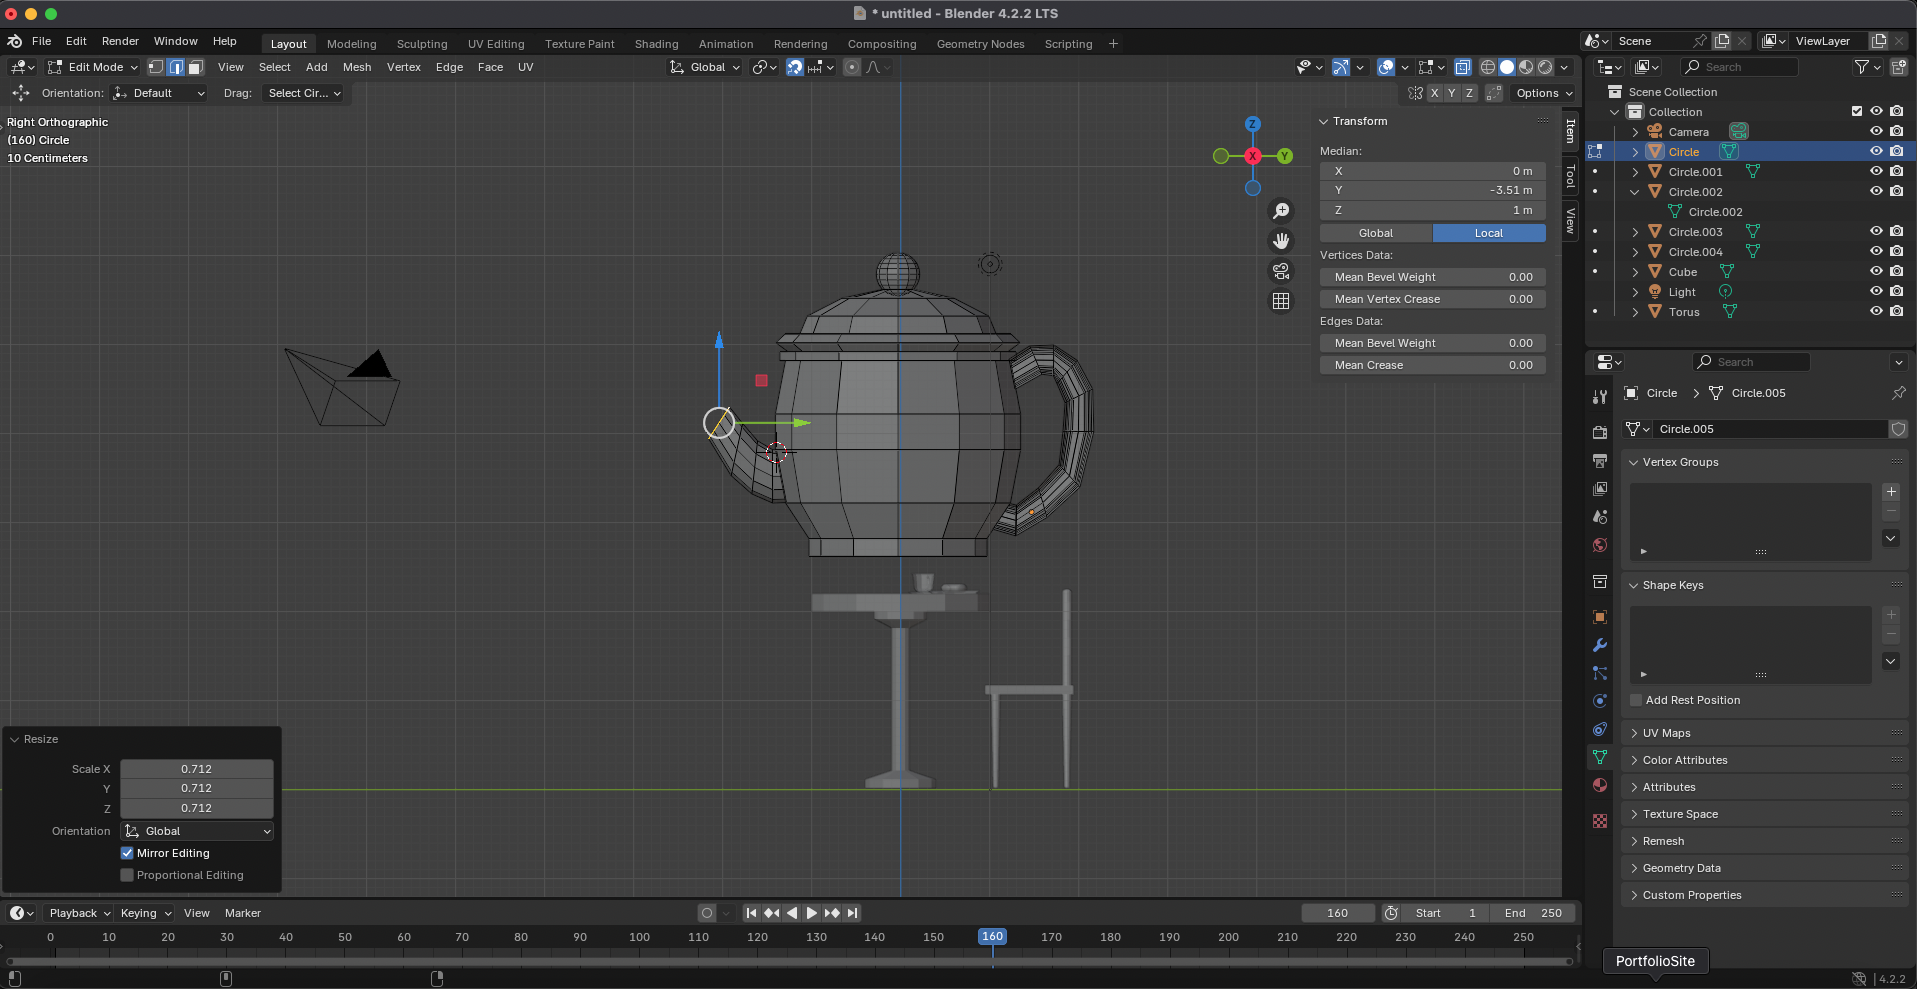 * untitled - Blender 4.2.2 LTS
File Edit Render Window Help Layout Modeling Sculpting UV Editing Texture Paint Shading Animation Rendering Compositing Geometry Nodes Scripting + Scene ViewLayer
Edit Mode View Select Add Mesh Vertex Edge Face UV Global Search
Orientation: Default Drag: Select Cir... X Y Z Options
Scene Collection
Collection
Camera
Circle
Circle.001
Circle.002
Circle.002
Circle.003
Circle.004
Cube
Light
Torus
Right Orthographic
(160) Circle
10 Centimeters
Z
X
Y
Transform
Median:
X 0 m
Y -3.51 m
Z 1 m
Global Local
Vertices Data:
Mean Bevel Weight 0.00
Mean Vertex Crease 0.00
Edges Data:
Mean Bevel Weight 0.00
Mean Crease 0.00
Item
Tool
View
Search
Circle > Circle.005
Circle.005
Vertex Groups
Shape Keys
Add Rest Position
UV Maps
Color Attributes
Attributes
Texture Space
Remesh
Geometry Data
Custom Properties
Resize
Scale X 0.712
Y 0.712
Z 0.712
Orientation Global
Mirror Editing
Proportional Editing
Playback Keying View Marker 160 Start 1 End 250
0 10 20 30 40 50 60 70 80 90 100 110 120 130 140 150 160 170 180 190 200 210 220 230 240 250
PortfolioSite
4.2.2